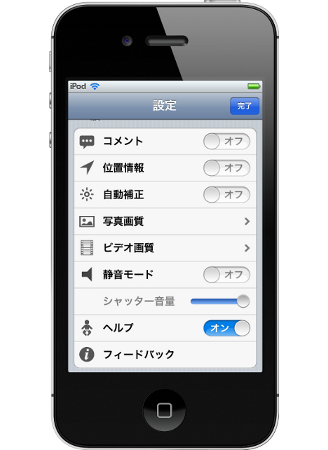 iPod
設定
完了
コメント オフ
位置情報 オフ
自動補正 オフ
写真画質
ビデオ画質
静音モード オフ
シャッター音量
ヘルプ オン
フィードバック